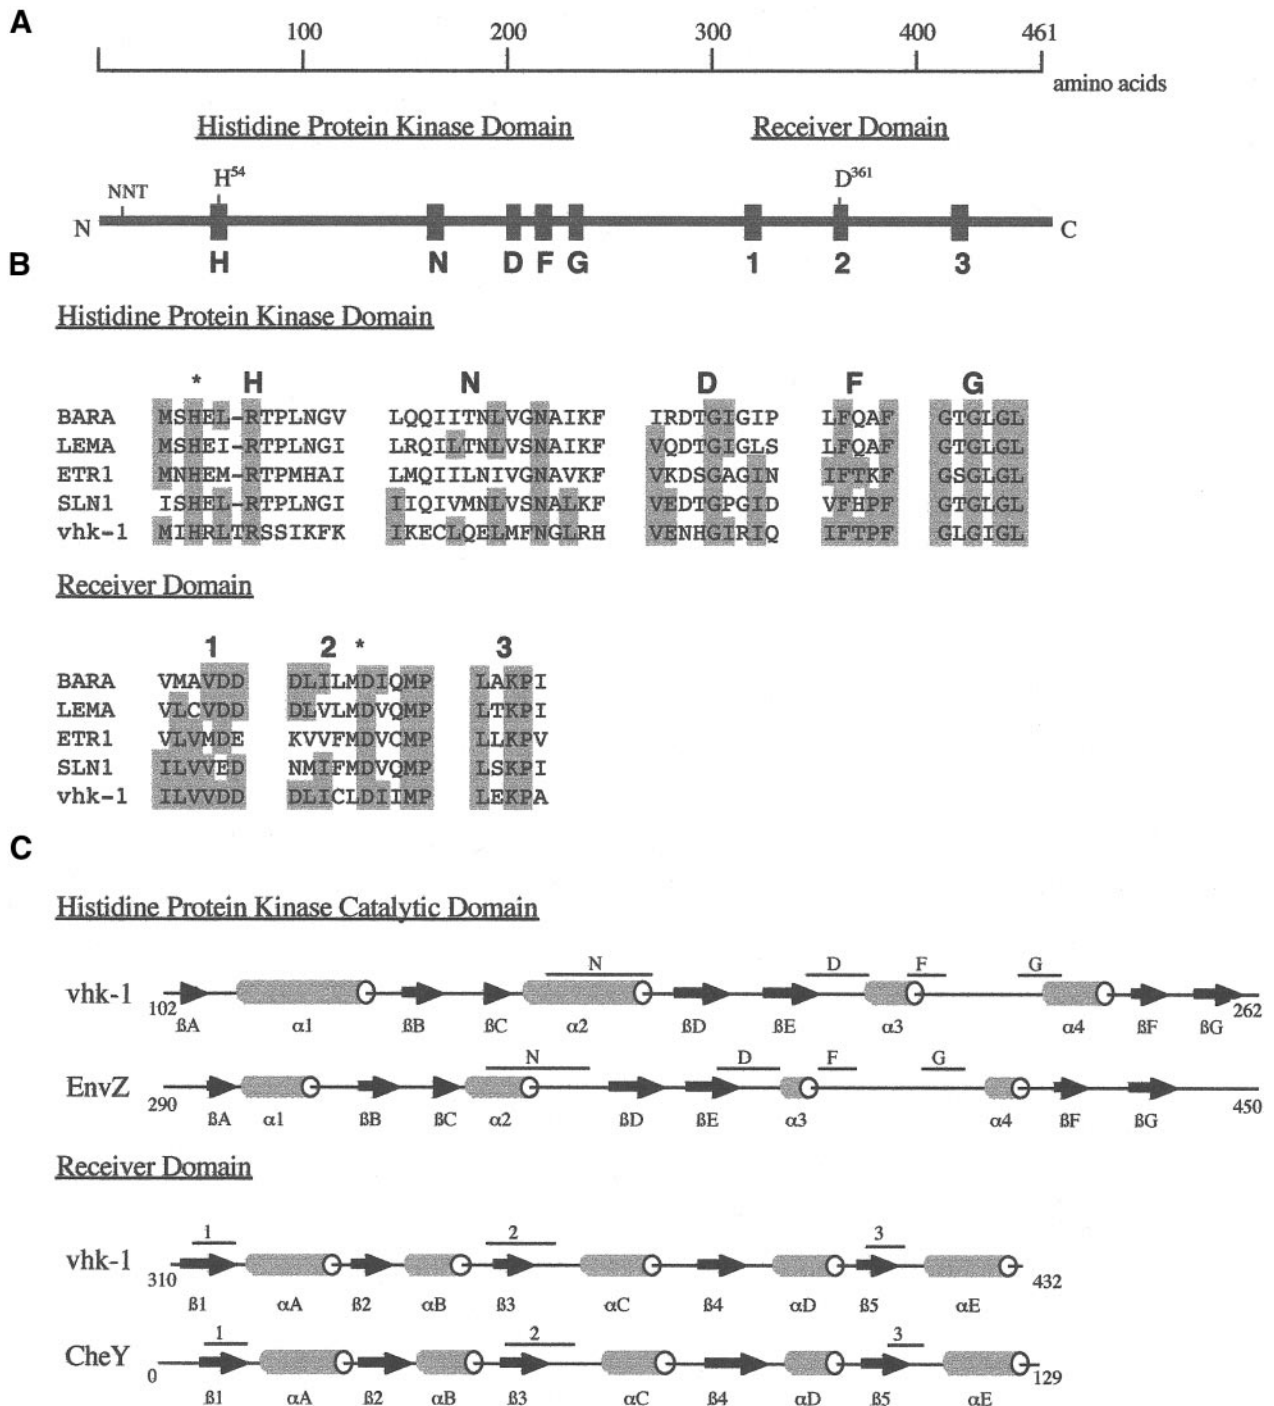 A
100 200 300 400 461
amino acids
Histidine Protein Kinase Domain Receiver Domain
NNT H54 D361
N C
H N D F G 1 2 3
B
Histidine Protein Kinase Domain
* H N D F G
BARA MSHEL-RTPLNGV LQQIITNLVGNAIKF IRDTGIGIP LFQAF GTGLGL
LEMA MSHEI-RTPLNGI LRQILTNLVSNAIKF VQDTGIGLS LFQAF GTGLGL
ETR1 MNHEM-RTPMHAI LMQIILNIVGNAVKF VKDSGAGIN IFTKF GSGLGL
SLN1 ISHEL-RTPLNGI IIQIVMNLVSNALKF VEDTGPGID VFHPF GTGLGL
vhk-1 MIHRLTRSSIKFK IKECLQELMFNGLRH VENHGIRIQ IFTPF GLGIGL
Receiver Domain
1 2 * 3
BARA VMAVDD DLILMDIQMP LAKPI
LEMA VLCVDD DLVLMDVQMP LTKPI
ETR1 VLVMDE KVVFMDVCMP LLKPV
SLN1 ILVVED NMIFMDVQMP LSKPI
vhk-1 ILVVDD DLICLDIIMP LEKPA
C
Histidine Protein Kinase Catalytic Domain
N D F G
vhk-1
102 262
ßA α1 ßB ßC α2 ßD ßE α3 α4 ßF ßG
N D F G
EnvZ
290 450
ßA α1 ßB ßC α2 ßD ßE α3 α4 ßF ßG
Receiver Domain
1 2 3
vhk-1
310 432
ß1 αA ß2 αB ß3 αC ß4 αD ß5 αE
1 2 3
CheY
0 129
ß1 αA ß2 αB ß3 αC ß4 αD ß5 αE